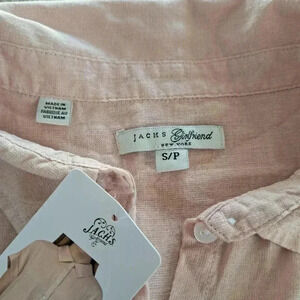 MADE IN
VIETNAM
FABRIQUÉ AU
VIETNAM
JACHS Girlfriend
NEW YORK
S/P
JACHS